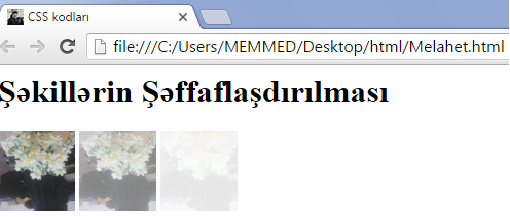 CSS kodları
file:///C:/Users/MEMMED/Desktop/html/Melahet.html
Şəkillərin Şəffaflaşdırılması